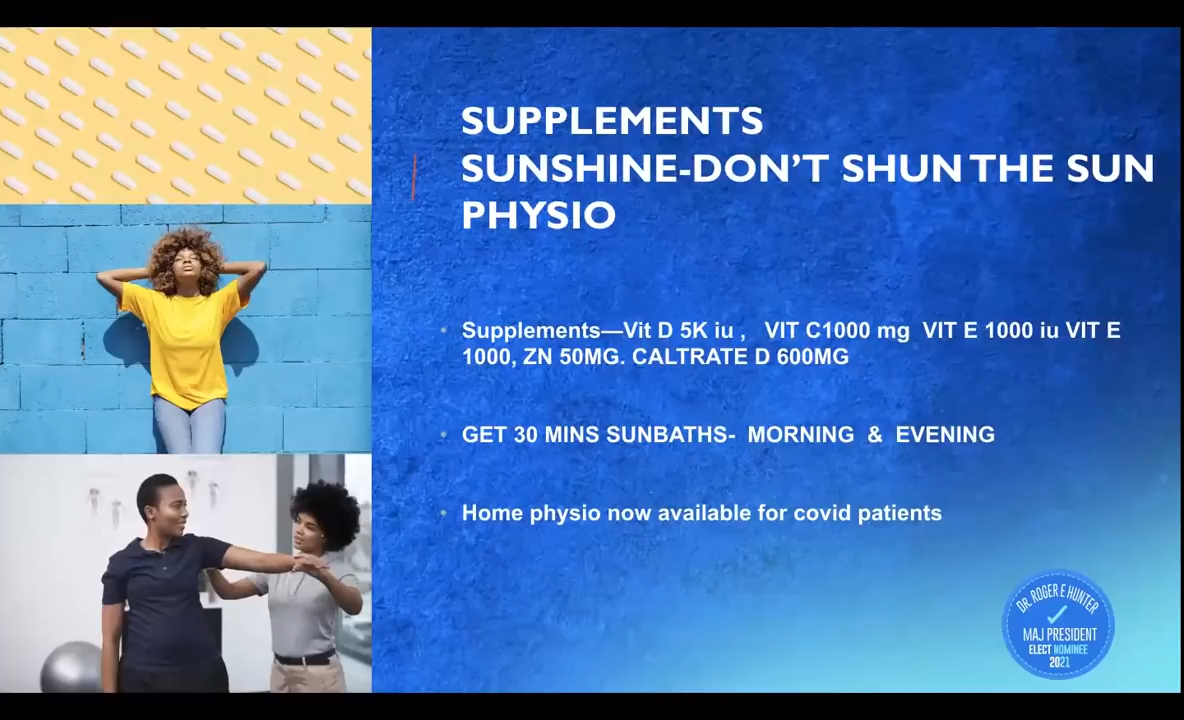 SUPPLEMENTS
SUNSHINE-DON’T SHUN THE SUN
PHYSIO
Supplements—Vit D 5K iu , VIT C1000 mg VIT E 1000 iu VIT E
1000, ZN 50MG. CALTRATE D 600MG
GET 30 MINS SUNBATHS- MORNING & EVENING
Home physio now available for covid patients
DR. ROGER E HUNTER
MAJ PRESIDENT
ELECT NOMINEE
2021